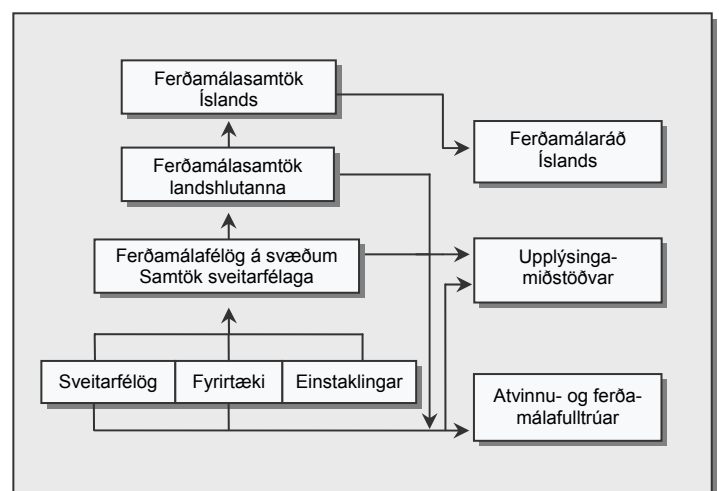 Ferðamálasamtök
Íslands
Ferðamálaráð
Íslands
Ferðamálasamtök
landshlutanna
Ferðamálafélög á svæðum
Samtök sveitarfélaga
Upplýsinga-
miðstöðvar
Sveitarfélög
Fyrirtæki
Einstaklingar
Atvinnu- og ferða-
málafulltrúar